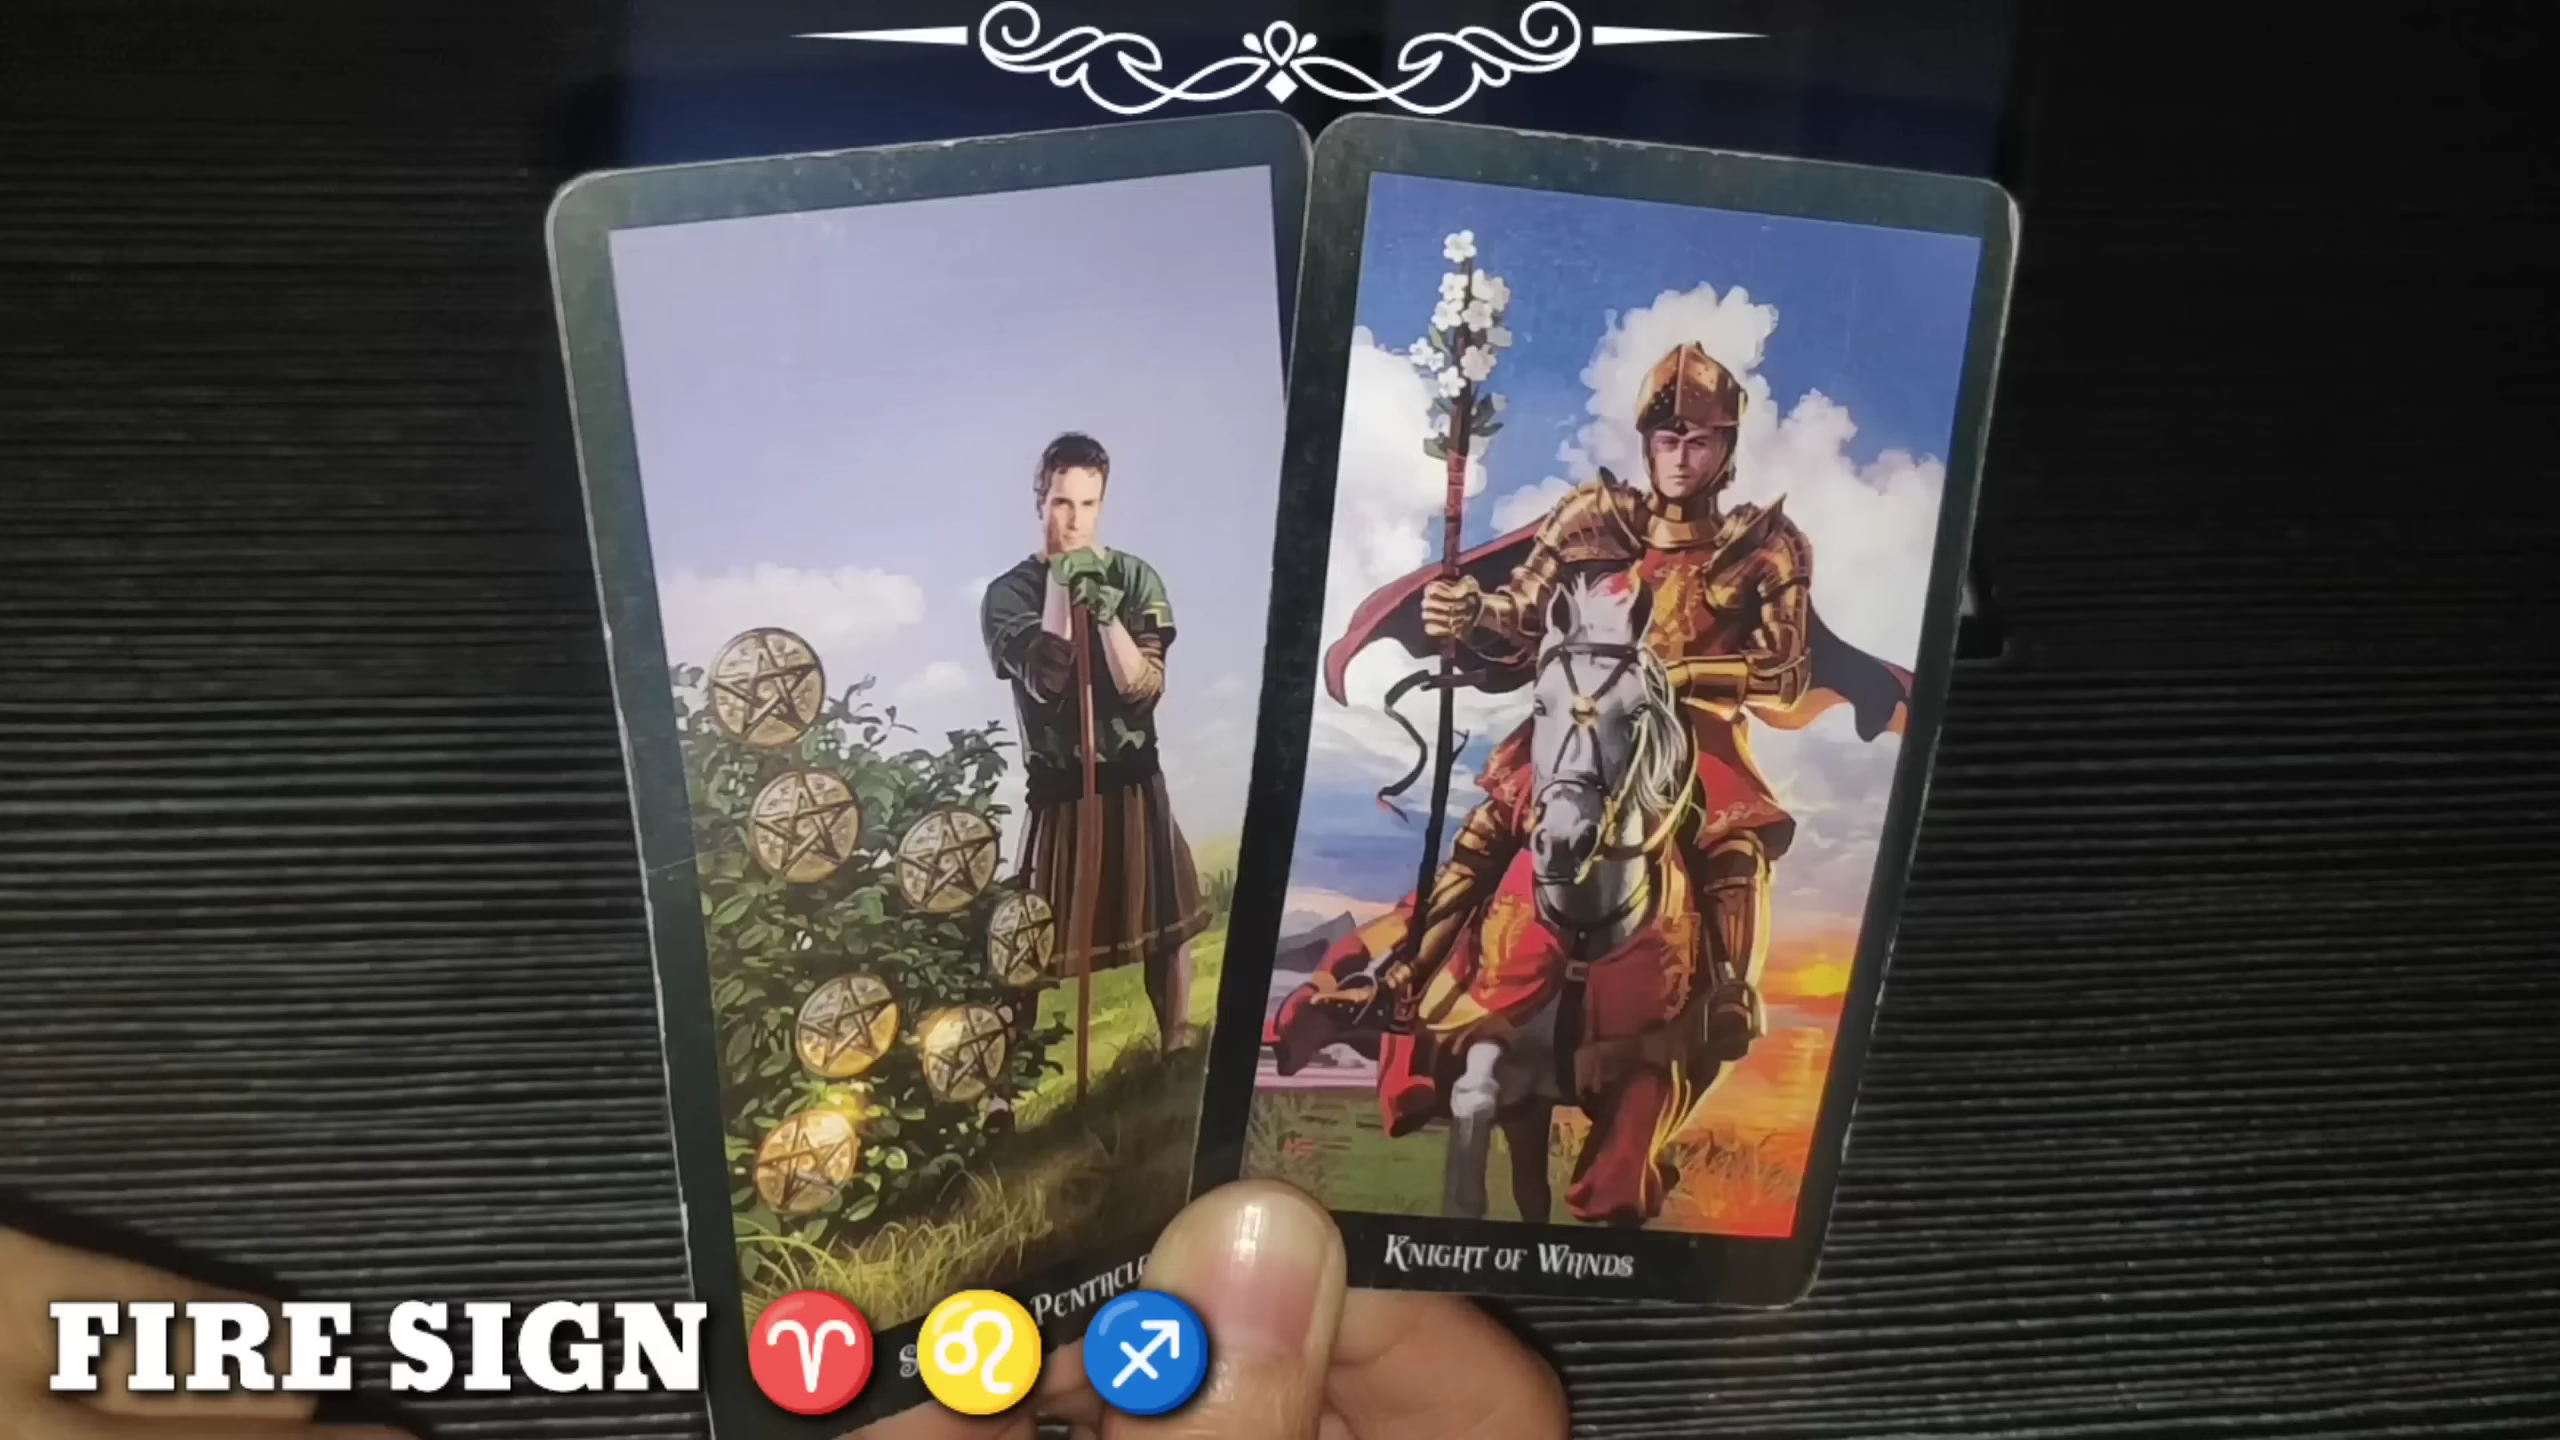 KNIGHT OF WANDS
PENTACLE
FIRE SIGN ♈ ♌ ♐